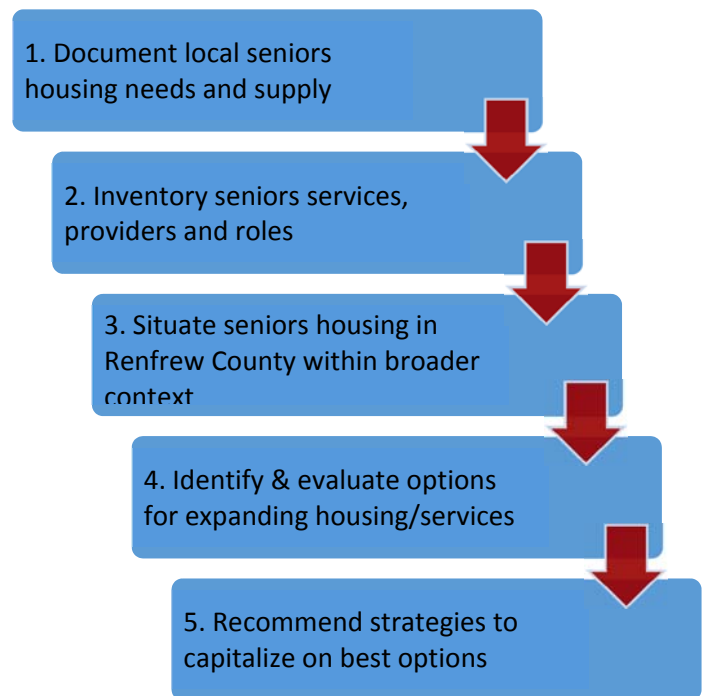 1. Document local seniors
housing needs and supply
2. Inventory seniors services,
providers and roles
3. Situate seniors housing in
Renfrew County within broader
context
4. Identify & evaluate options
for expanding housing/services
5. Recommend strategies to
capitalize on best options